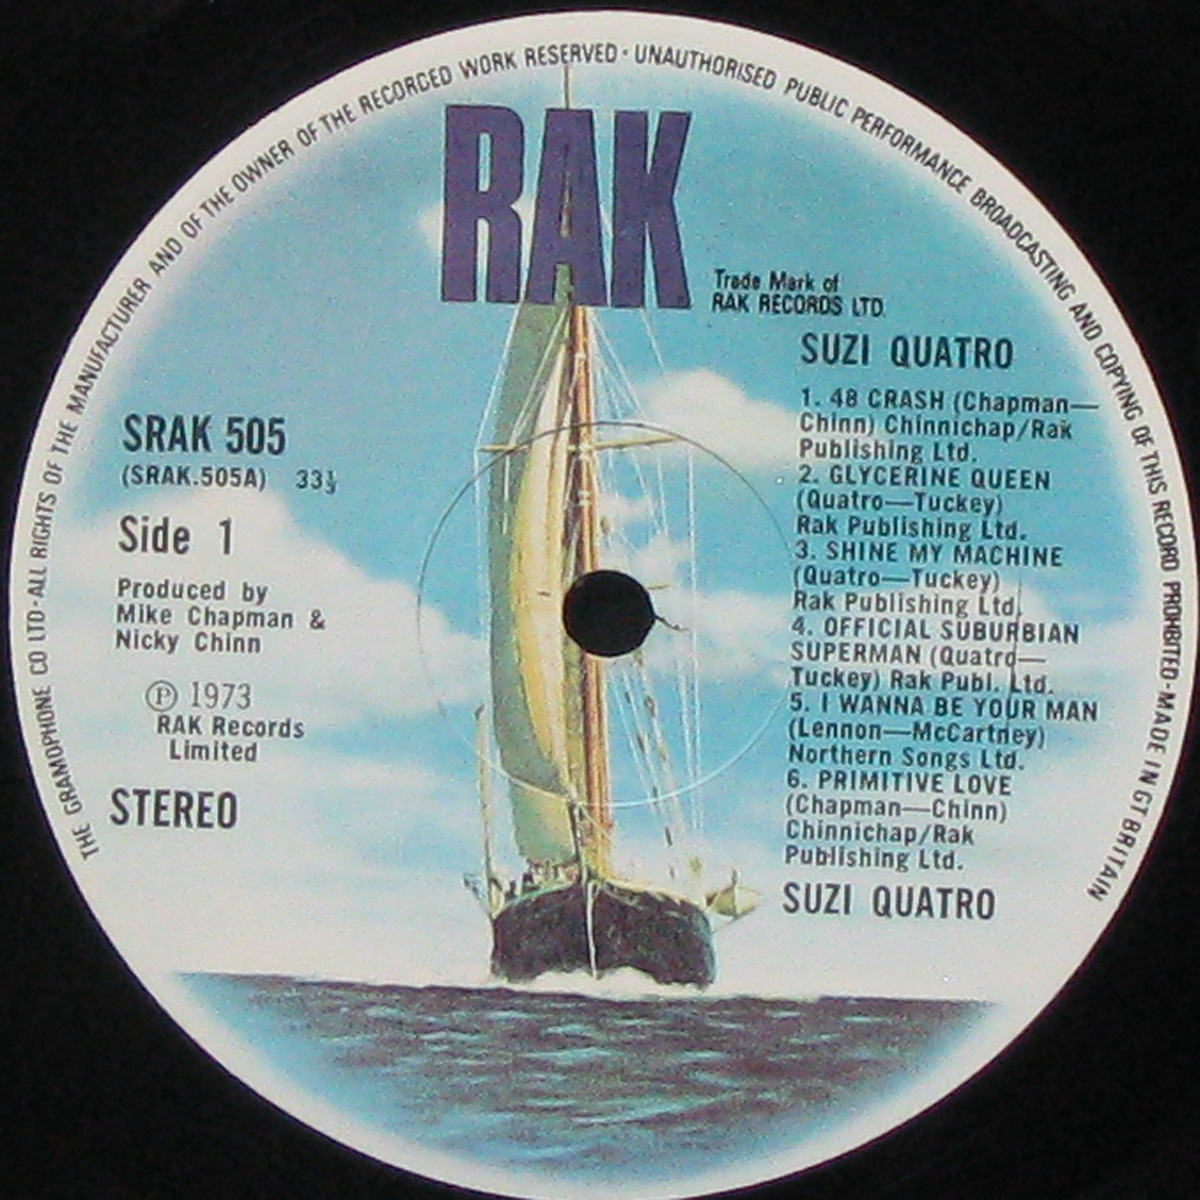 THE GRAMOPHONE CO LTD·ALL RIGHTS OF THE MANUFACTURER AND OF THE OWNER OF THE RECORDED WORK RESERVED·UNAUTHORISED PUBLIC PERFORMANCE BROADCASTING AND COPYING OF THIS RECORD PROHIBITED·MADE IN GT BRITAIN
RAK
Trade Mark of
RAK RECORDS LTD.
SRAK 505
(SRAK.505A) 33⅓
Side 1
Produced by
Mike Chapman &
Nicky Chinn
℗ 1973
RAK Records
Limited
STEREO
SUZI QUATRO
1. 48 CRASH (Chapman—
Chinn) Chinnichap/Rak
Publishing Ltd.
2. GLYCERINE QUEEN
(Quatro—Tuckey)
Rak Publishing Ltd.
3. SHINE MY MACHINE
(Quatro—Tuckey)
Rak Publishing Ltd.
4. OFFICIAL SUBURBIAN
SUPERMAN (Quatro—
Tuckey) Rak Publ. Ltd.
5. I WANNA BE YOUR MAN
(Lennon—McCartney)
Northern Songs Ltd.
6. PRIMITIVE LOVE
(Chapman—Chinn)
Chinnichap/Rak
Publishing Ltd.
SUZI QUATRO